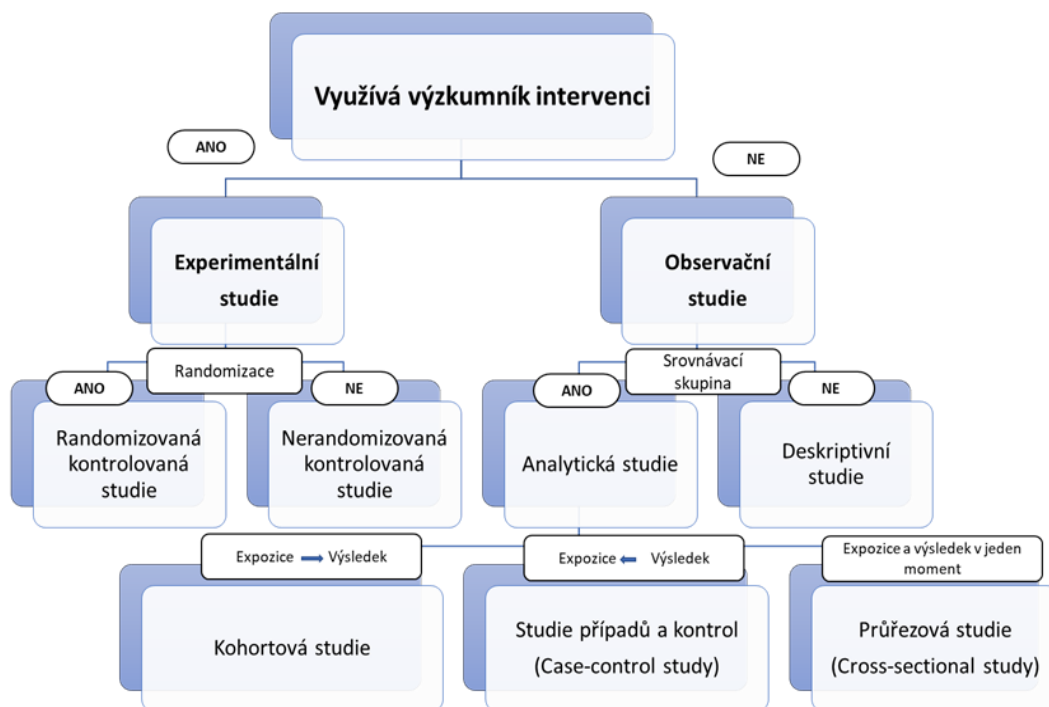 Využívá výzkumník intervenci
ANO
NE
Experimentální
studie
Observační
studie
Randomizace
Srovnávací
skupina
ANO
NE
ANO
NE
Randomizovaná
kontrolovaná
studie
Nerandomizovaná
kontrolovaná
studie
Analytická studie
Deskriptivní
studie
Expozice Výsledek
Expozice Výsledek
Expozice a výsledek v jeden
moment
Kohortová studie
Studie případů a kontrol
(Case-control study)
Průřezová studie
(Cross-sectional study)